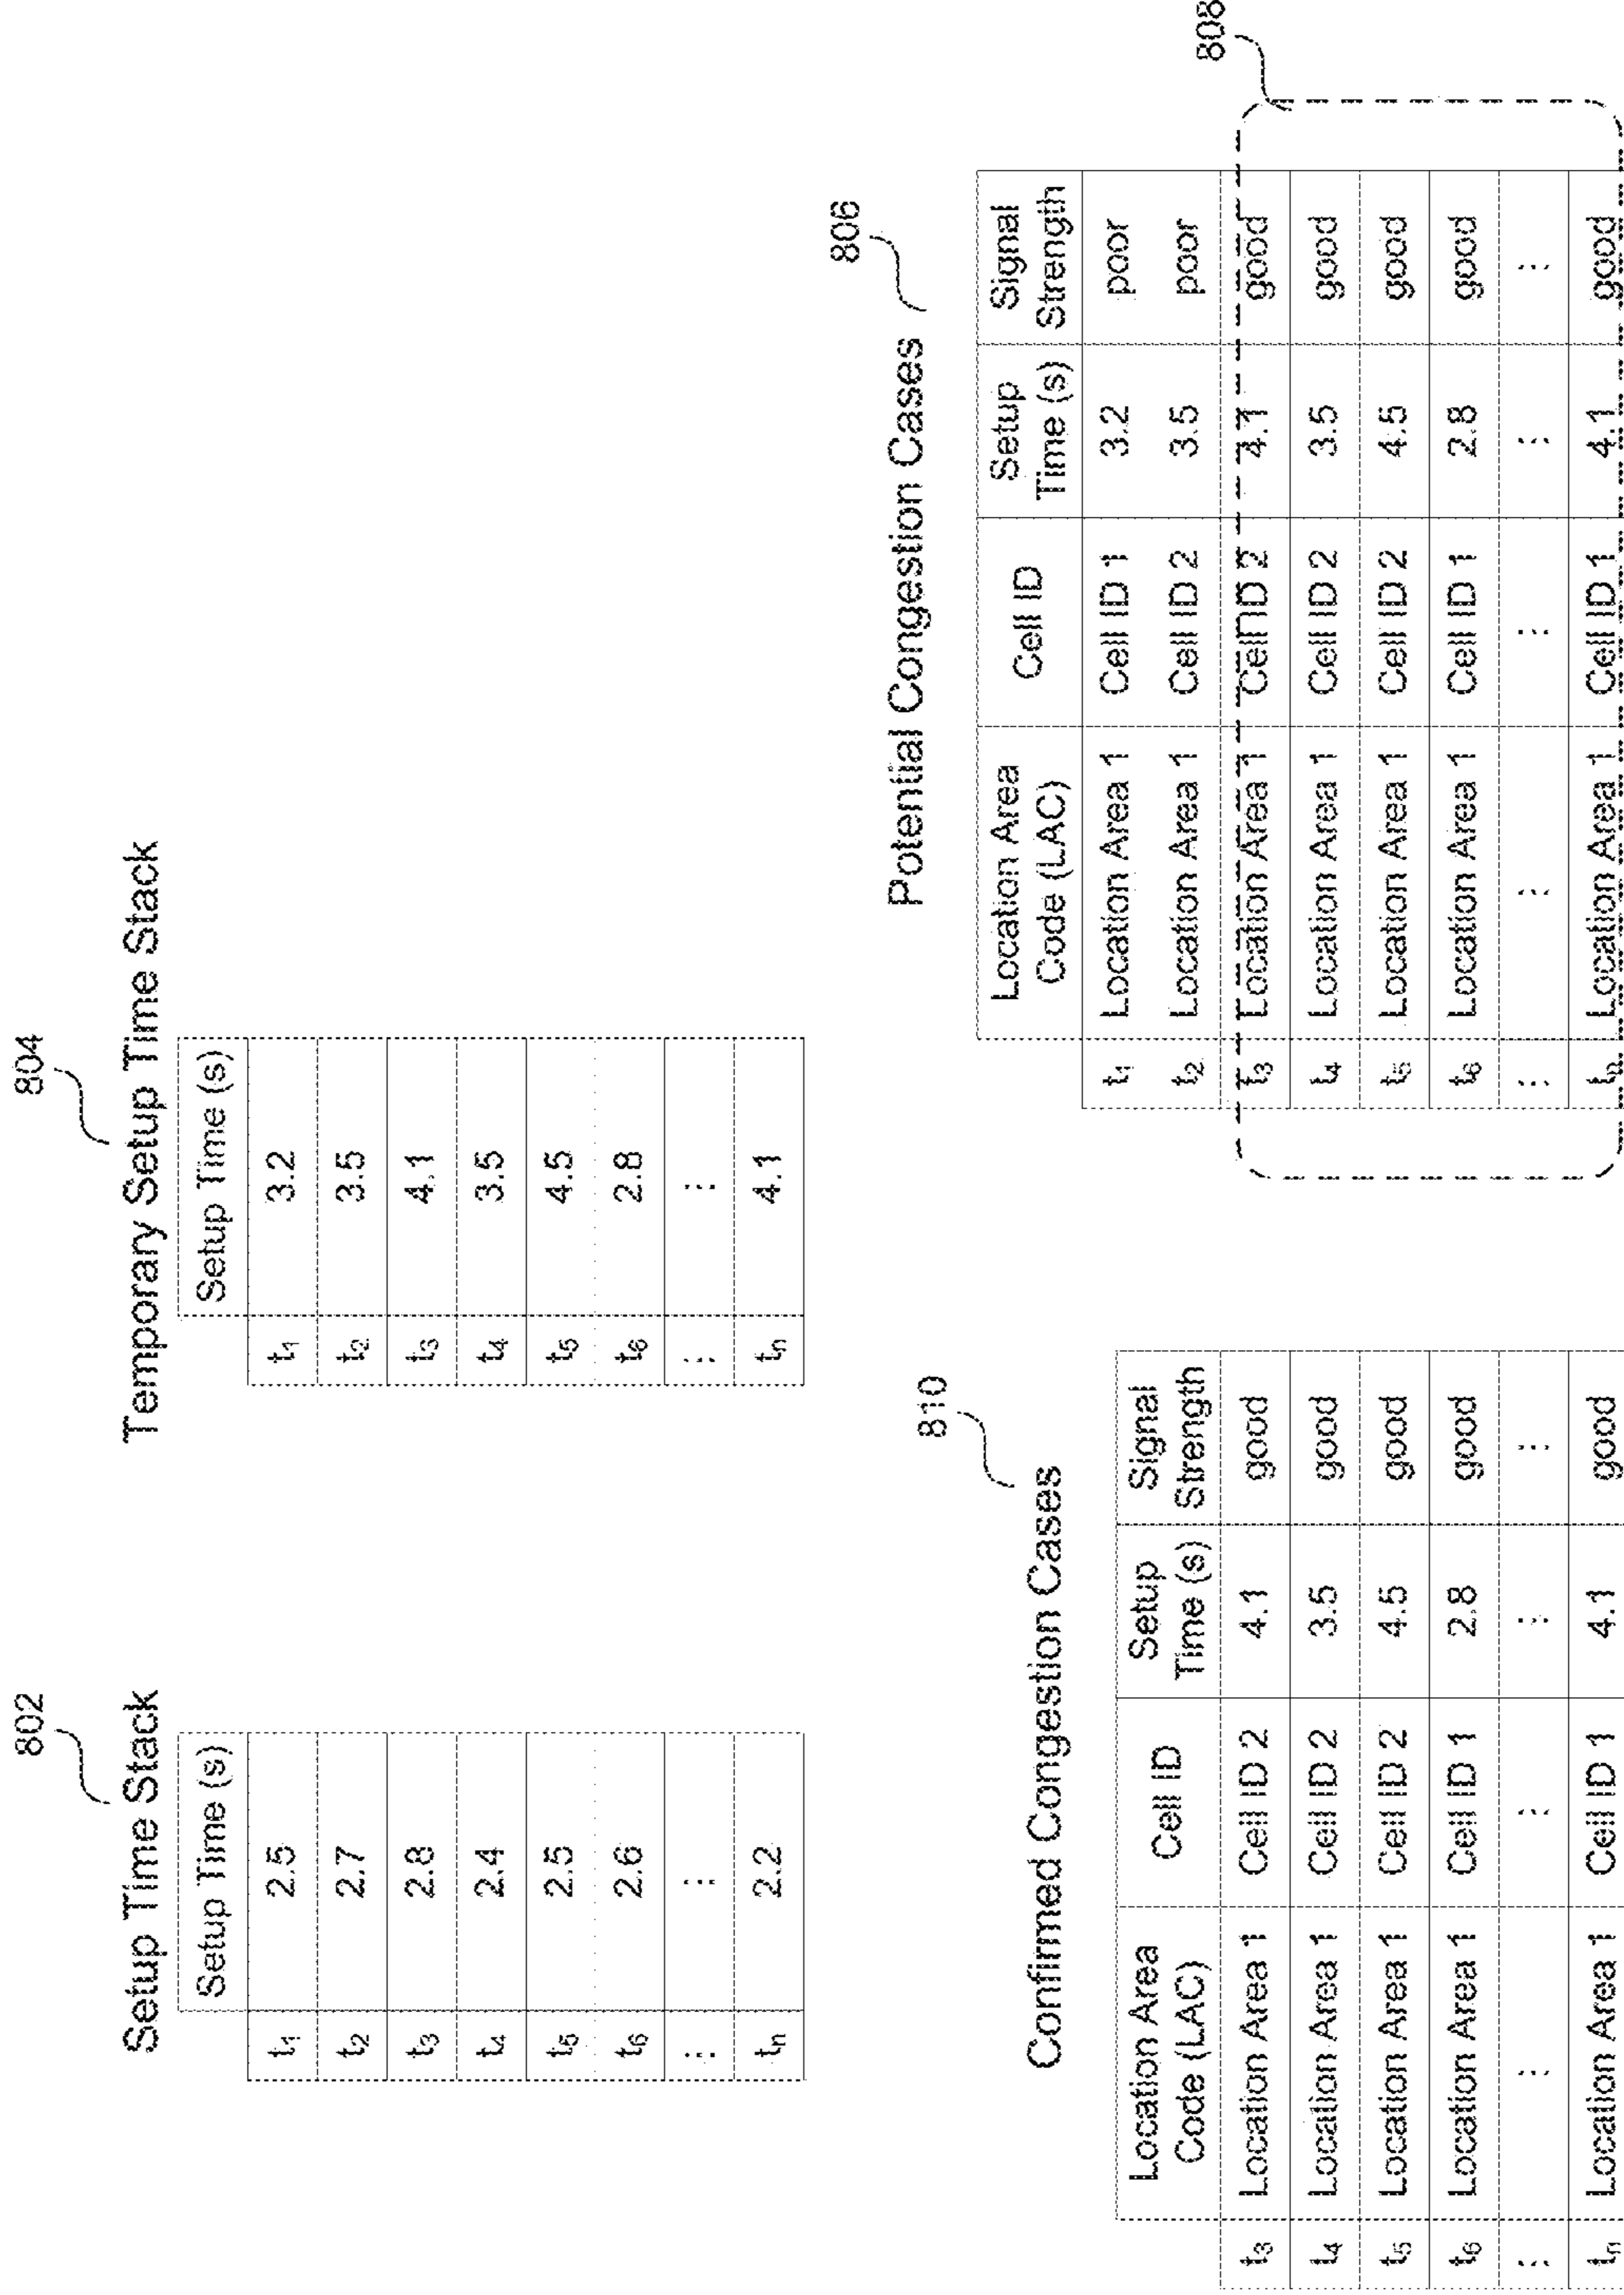 802
Setup Time Stack
Setup Time (s)
t1 2.5
t2 2.7
t3 2.8
t4 2.4
t5 2.5
t6 2.6
⋮ ⋮
tn 2.2
804
Temporary Setup Time Stack
Setup Time (s)
t1 3.2
t2 3.5
t3 4.1
t4 3.5
t5 4.5
t6 2.8
⋮ ⋮
tn 4.1
810
Confirmed Congestion Cases
Location Area Cell ID Setup Signal
Code (LAC) Time (s) Strength
t3 Location Area 1 Cell ID 2 4.1 good
t4 Location Area 1 Cell ID 2 3.5 good
t5 Location Area 1 Cell ID 2 4.5 good
t6 Location Area 1 Cell ID 1 2.8 good
⋮ ⋮ ⋮ ⋮ ⋮
tn Location Area 1 Cell ID 1 4.1 good
806
Potential Congestion Cases
Location Area Cell ID Setup Signal
Code (LAC) Time (s) Strength
t1 Location Area 1 Cell ID 1 3.2 poor
t2 Location Area 1 Cell ID 2 3.5 poor
808
t3 Location Area 1 Cell ID 2 4.1 good
t4 Location Area 1 Cell ID 2 3.5 good
t5 Location Area 1 Cell ID 2 4.5 good
t6 Location Area 1 Cell ID 1 2.8 good
⋮ ⋮ ⋮ ⋮ ⋮
tn Location Area 1 Cell ID 1 4.1 good